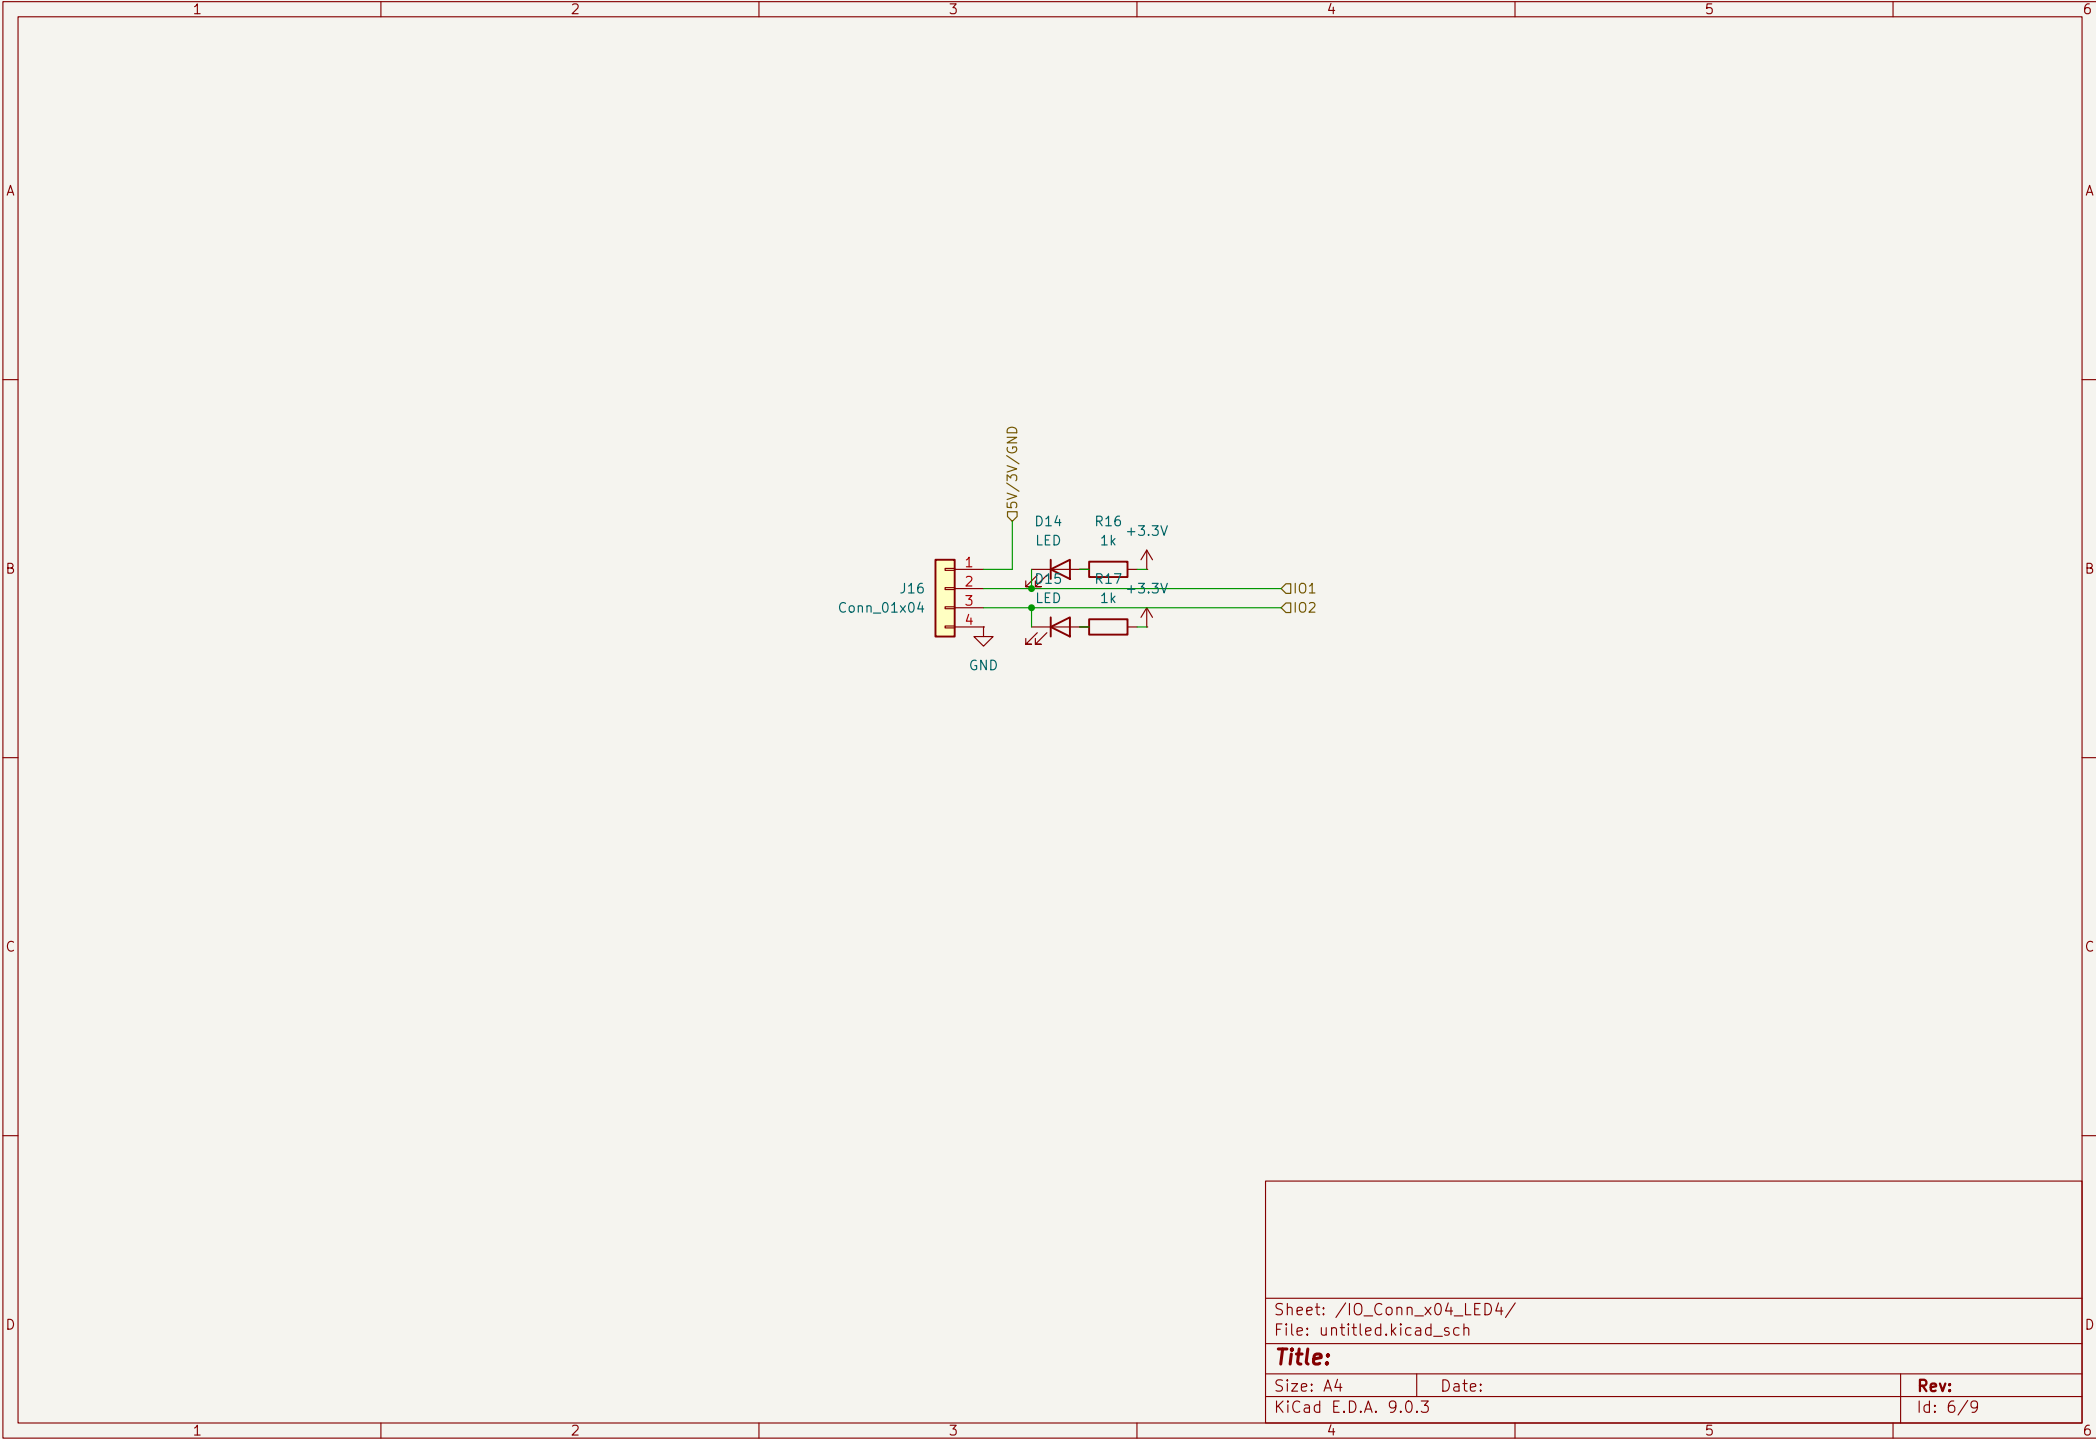 1 2 3 4 5 6
A A
5V/3V/GND
D14 R16
LED 1k +3.3V
B B
1
J16 2 D15 R17 +3.3V IO1
Conn_01x04 3 LED 1k IO2
4
GND
C C
D D
Sheet: /IO_Conn_x04_LED4/
File: untitled.kicad_sch
Title:
Size: A4 Date: Rev:
KiCad E.D.A. 9.0.3 Id: 6/9
1 2 3 4 5 6